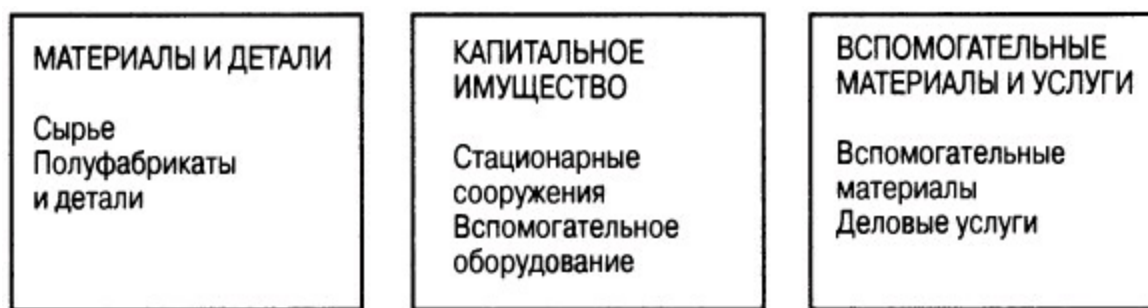 МАТЕРИАЛЫ И ДЕТАЛИ
Сырье
Полуфабрикаты
и детали
КАПИТАЛЬНОЕ
ИМУЩЕСТВО
Стационарные
сооружения
Вспомогательное
оборудование
ВСПОМОГАТЕЛЬНЫЕ
МАТЕРИАЛЫ И УСЛУГИ
Вспомогательные
материалы
Деловые услуги